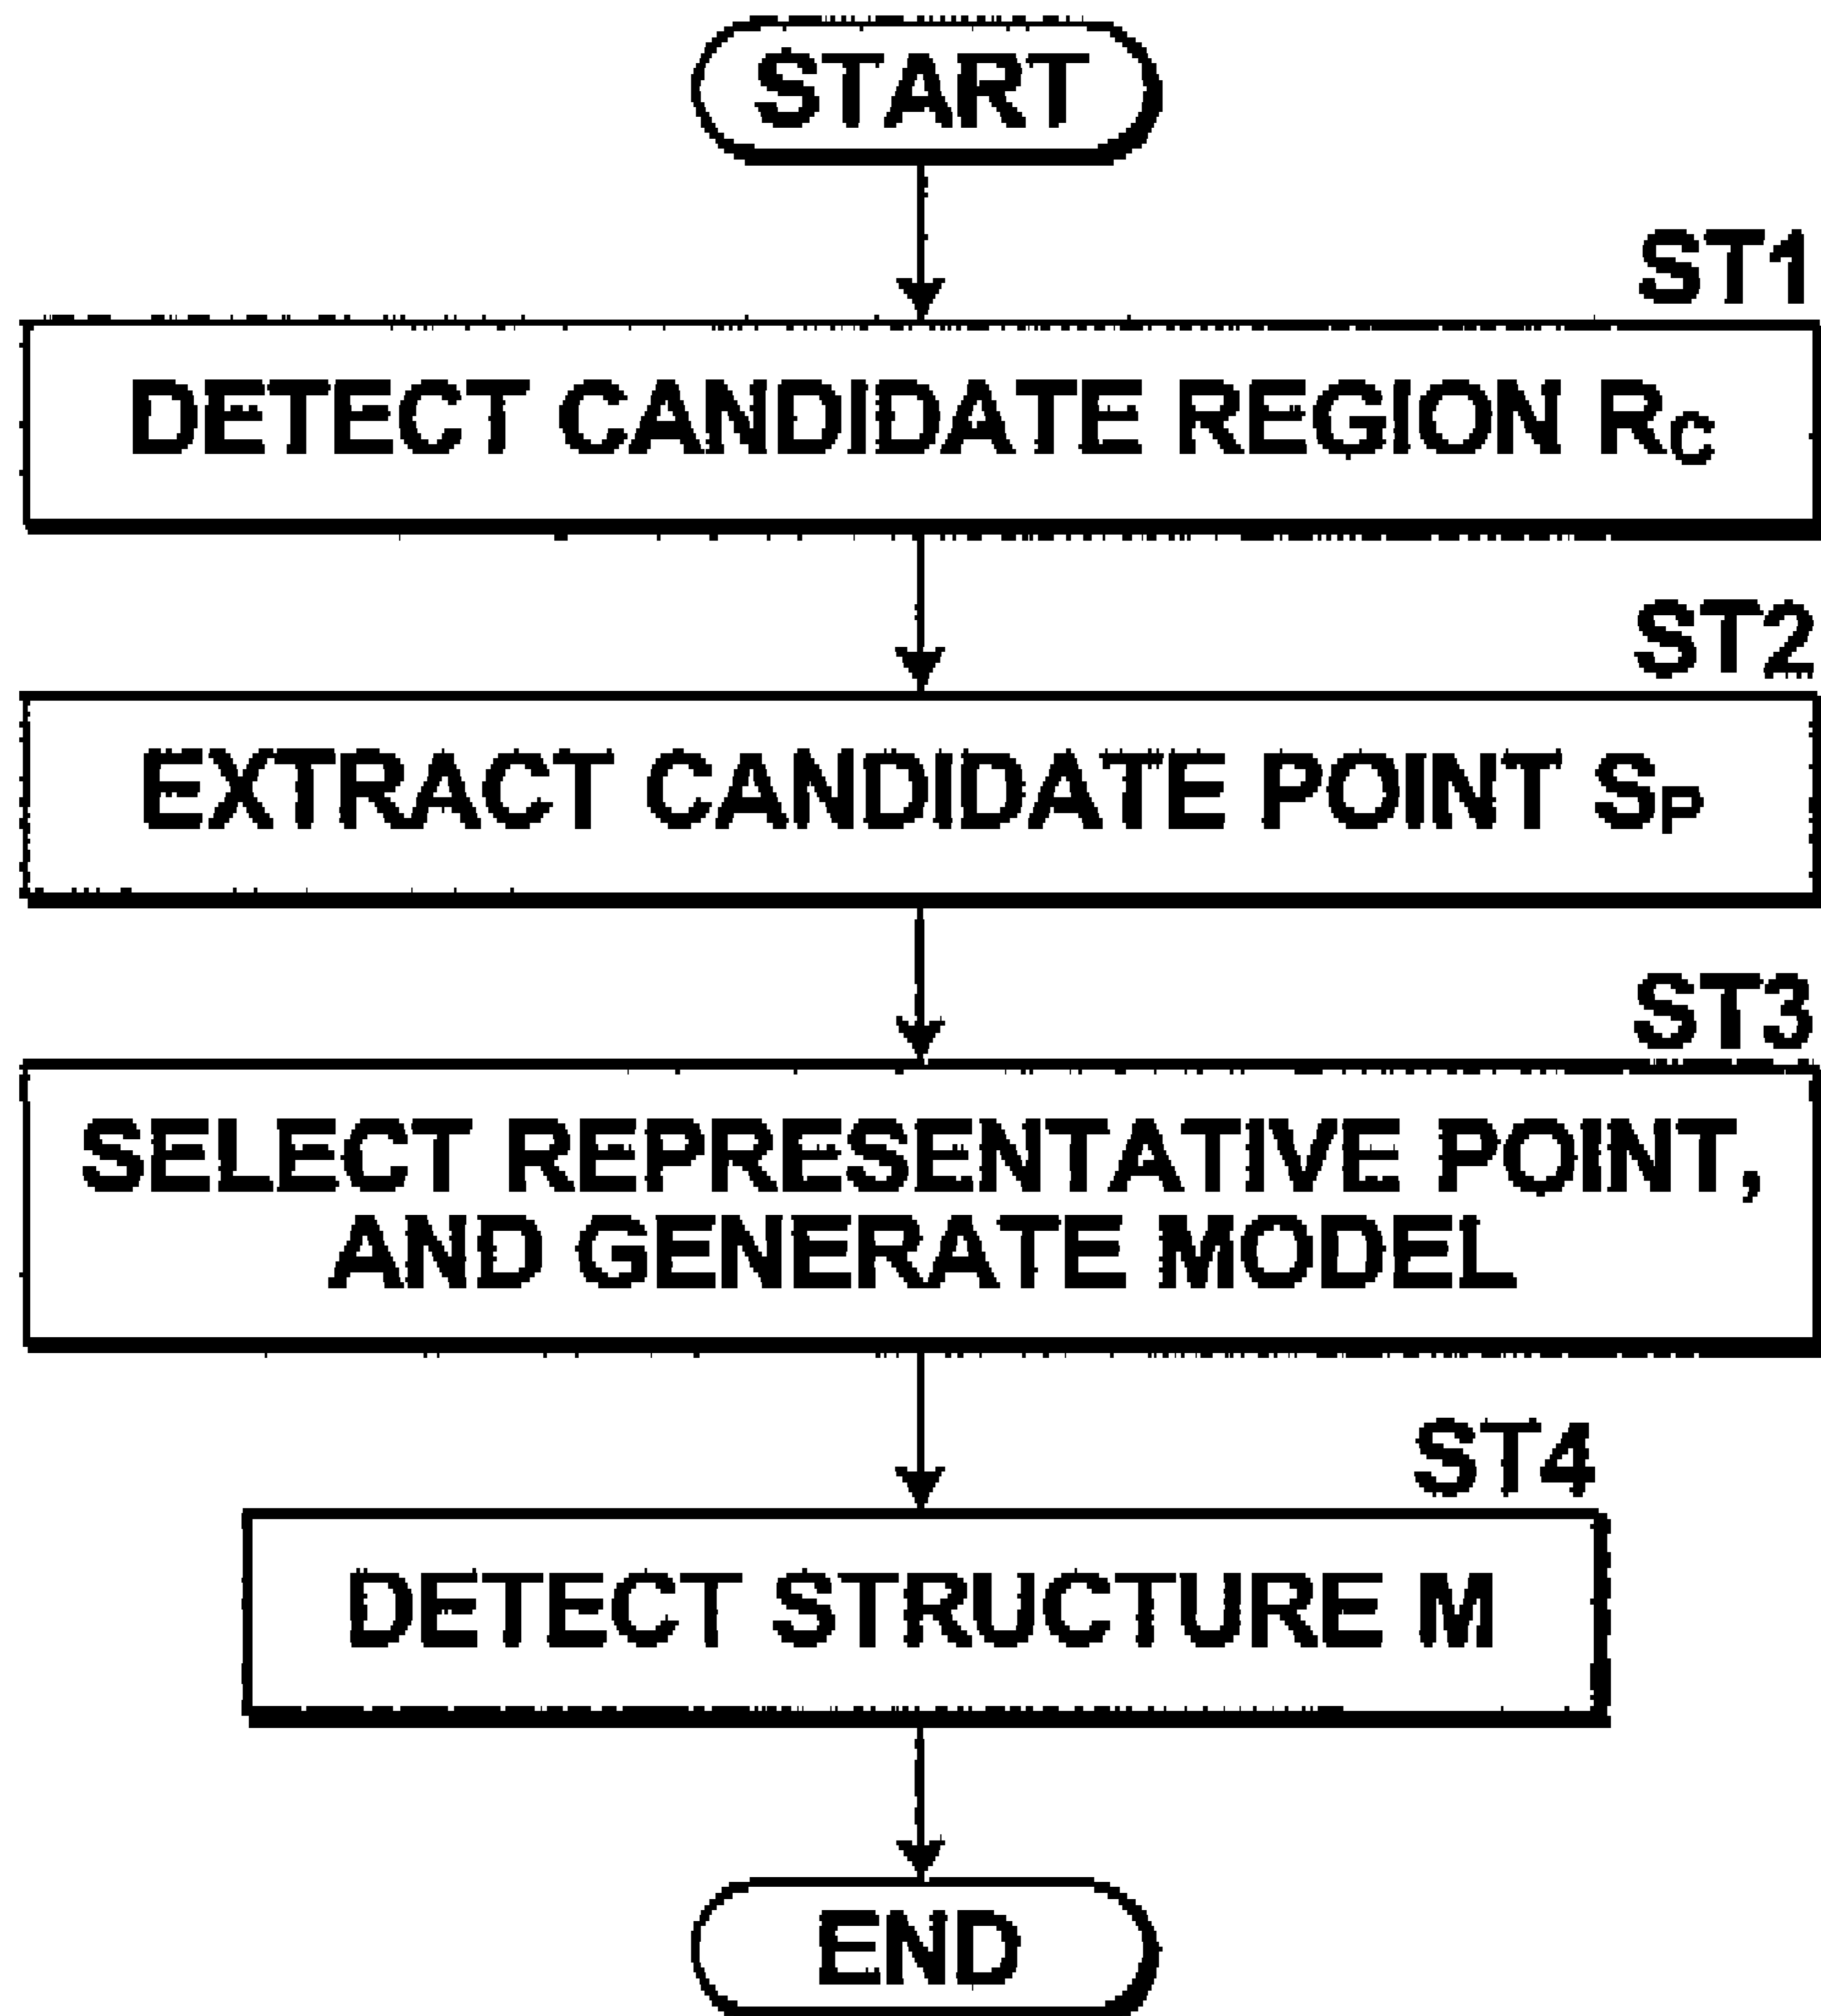 START
ST1
DETECT CANDIDATE REGION RC
ST2
EXTRACT CANDIDATE POINT SP
ST3
SELECT REPRESENTATIVE POINT,
AND GENERATE MODEL
ST4
DETECT STRUCTURE M
END